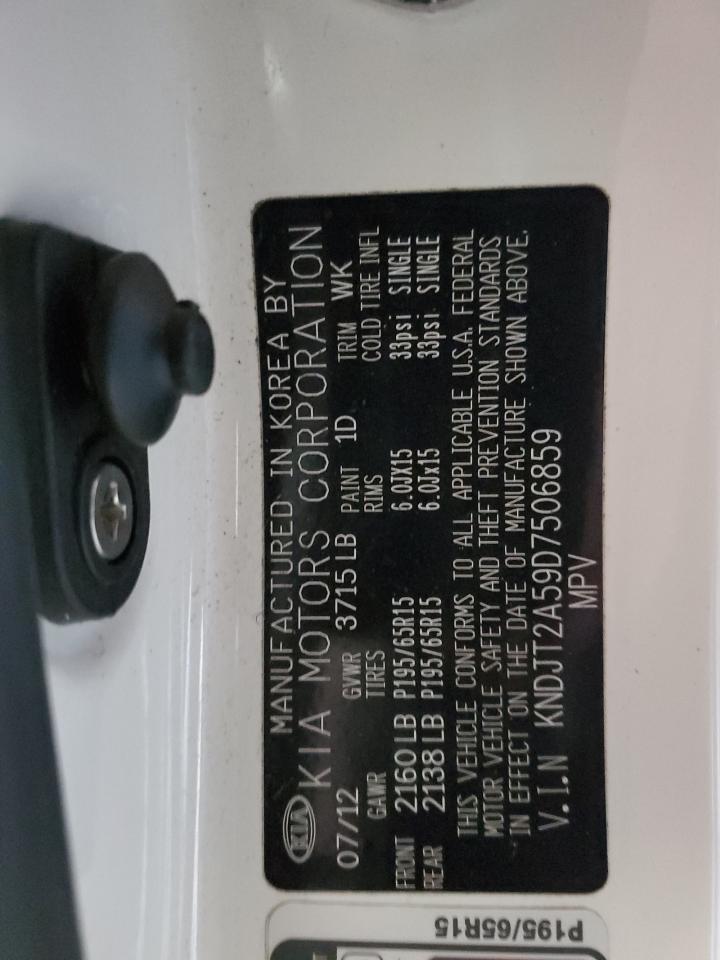 KIA MANUFACTURED IN KOREA BY
KIA MOTORS CORPORATION
07/12 GVWR 3715 LB PAINT 1D TRIM WK
GAWR TIRES RIMS COLD TIRE INFL
FRONT 2160 LB P195/65R15 6.0JX15 33psi SINGLE
REAR 2138 LB P195/65R15 6.0Jx15 33psi SINGLE
THIS VEHICLE CONFORMS TO ALL APPLICABLE U.S.A. FEDERAL
MOTOR VEHICLE SAFETY AND THEFT PREVENTION STANDARDS
IN EFFECT ON THE DATE OF MANUFACTURE SHOWN ABOVE.
V.I.N KNDJT2A59D7506859
MPV
P195/65R15